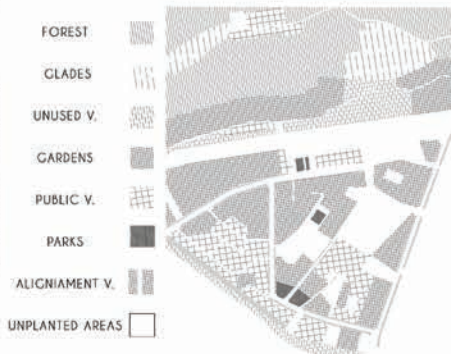 FOREST
GLADES
UNUSED V.
GARDENS
PUBLIC V.
PARKS
ALIGNIAMENT V.
UNPLANTED AREAS